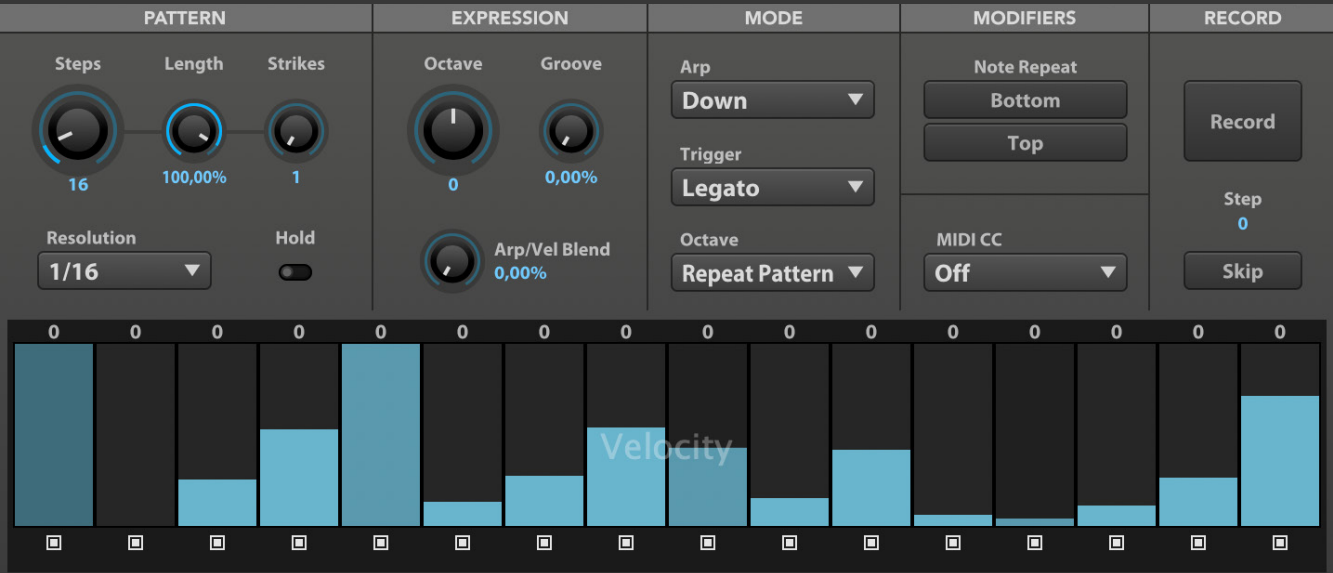 PATTERN EXPRESSION MODE MODIFIERS RECORD
Steps Length Strikes Octave Groove
Arp
Note Repeat
Down
Bottom
Record
Top
Trigger
16 100,00% 1 0 0,00%
Legato
Step
0
Resolution Hold
Arp/Vel Blend
0,00%
Octave
MIDI CC
1/16
Repeat Pattern
Off
Skip
0 0 0 0 0 0 0 0 0 0 0 0 0 0 0 0
Velocity